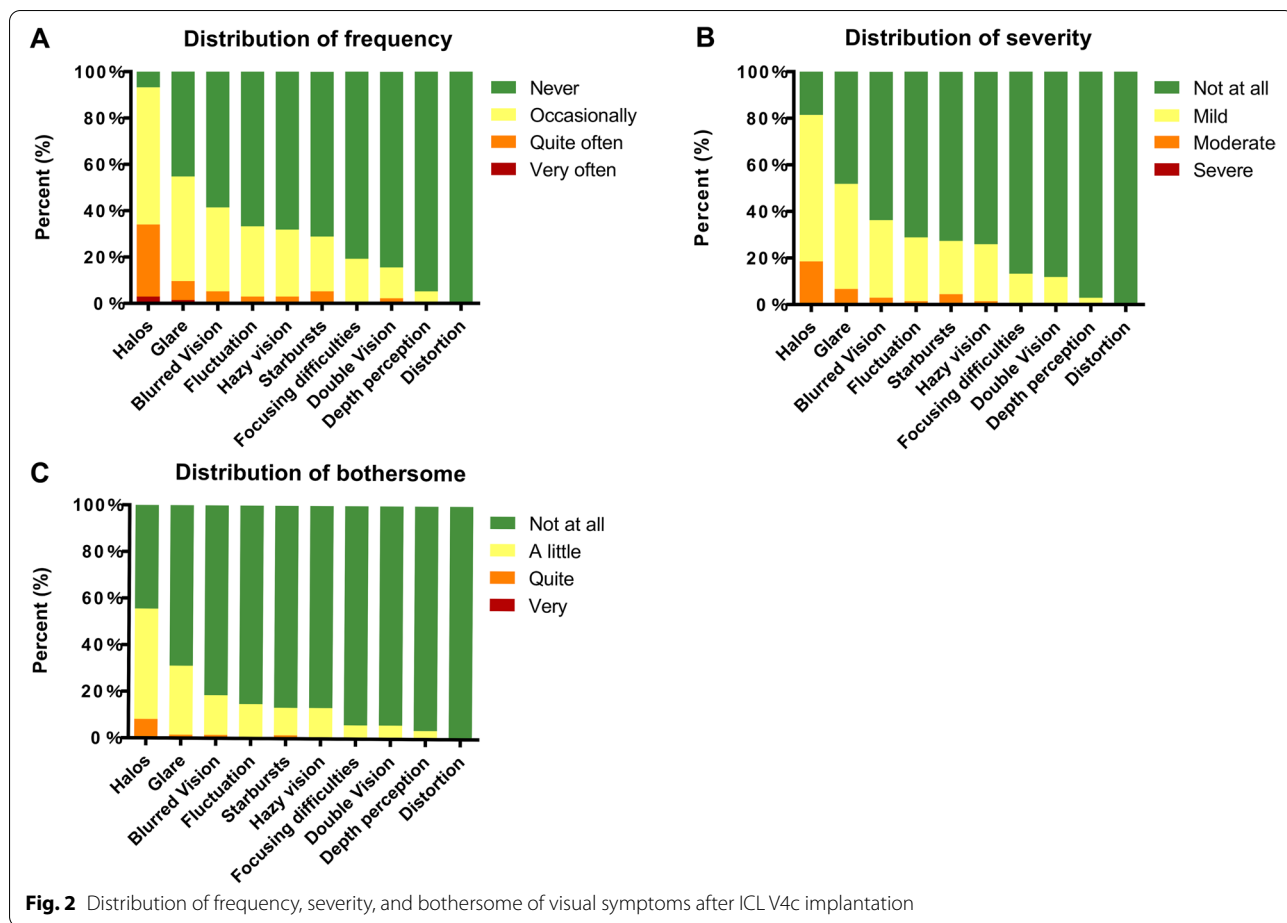 A
Distribution of frequency
Percent (%)
100 %
80 %
60 %
40 %
20 %
0 %
Halos
Glare
Blurred Vision
Fluctuation
Hazy vision
Starbursts
Focusing difficulties
Double Vision
Depth perception
Distortion
Never
Occasionally
Quite often
Very often
B
Distribution of severity
Percent (%)
100 %
80 %
60 %
40 %
20 %
0 %
Halos
Glare
Blurred Vision
Fluctuation
Starbursts
Hazy vision
Focusing difficulties
Double Vision
Depth perception
Distortion
Not at all
Mild
Moderate
Severe
C
Distribution of bothersome
Percent (%)
100 %
80 %
60 %
40 %
20 %
0 %
Halos
Glare
Blurred Vision
Fluctuation
Starbursts
Hazy vision
Focusing difficulties
Double Vision
Depth perception
Distortion
Not at all
A little
Quite
Very
Fig. 2 Distribution of frequency, severity, and bothersome of visual symptoms after ICL V4c implantation